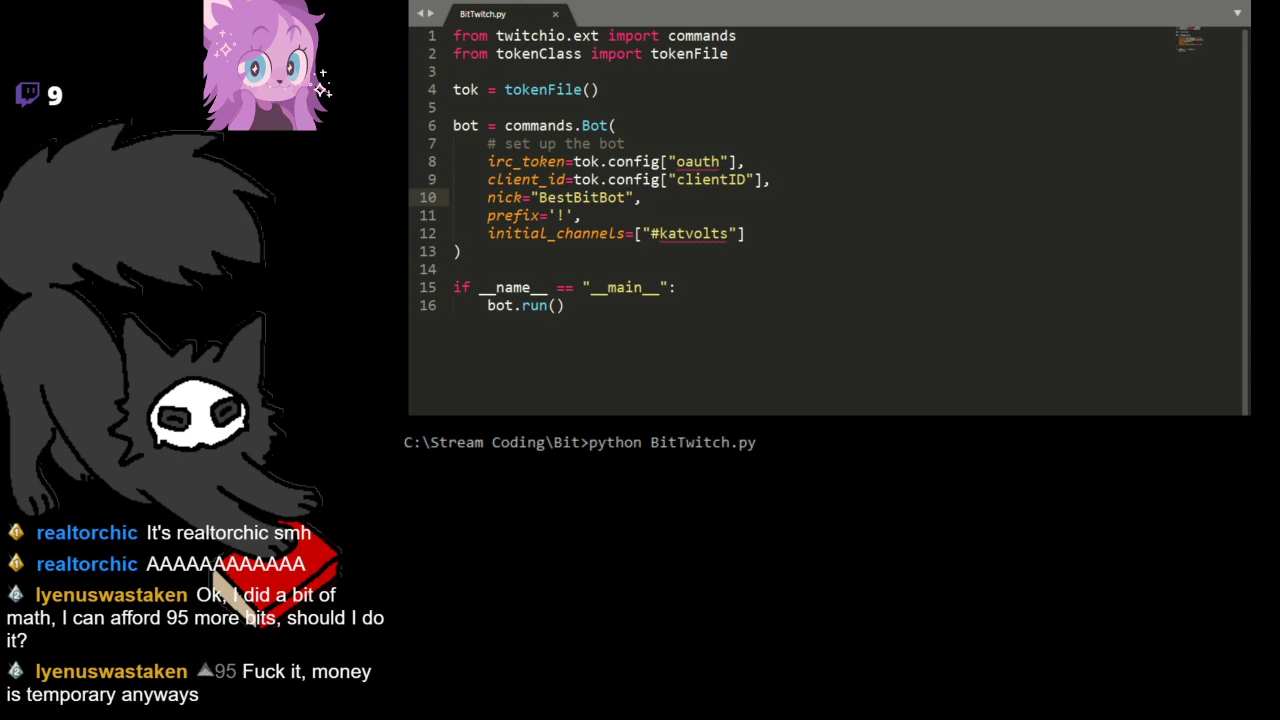 9
BitTwitch.py
1 from twitchio.ext import commands
2 from tokenClass import tokenFile
3
4 tok = tokenFile()
5
6 bot = commands.Bot(
7 # set up the bot
8 irc_token=tok.config["oauth"],
9 client_id=tok.config["clientID"],
10 nick="BestBitBot",
11 prefix='!',
12 initial_channels=["#katvolts"]
13 )
14
15 if __name__ == "__main__":
16 bot.run()
C:\Stream Coding\Bit>python BitTwitch.py
realtorchic It's realtorchic smh
realtorchic AAAAAAAAAAAA
lyenuswastaken Ok, I did a bit of
math, I can afford 95 more bits, should I do
it?
lyenuswastaken 95 Fuck it, money
is temporary anyways